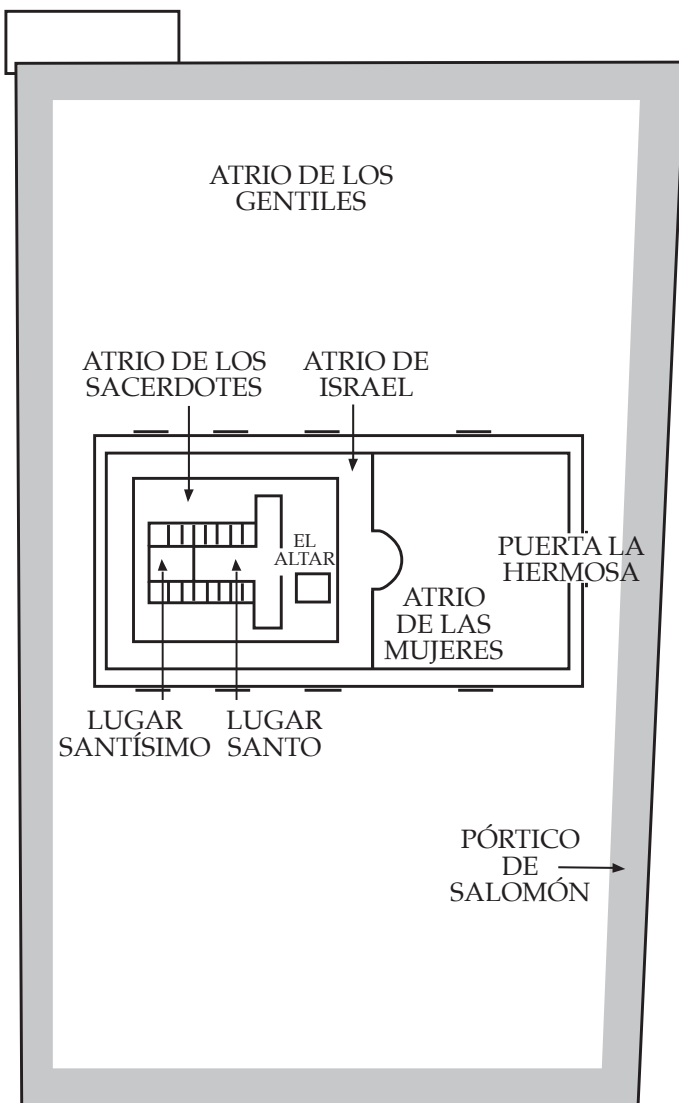 ATRIO DE LOS
GENTILES
ATRIO DE LOS
SACERDOTES
ATRIO DE
ISRAEL
EL
ALTAR
PUERTA LA
HERMOSA
ATRIO
DE LAS
MUJERES
LUGAR
SANTÍSIMO
LUGAR
SANTO
PÓRTICO
DE
SALOMÓN